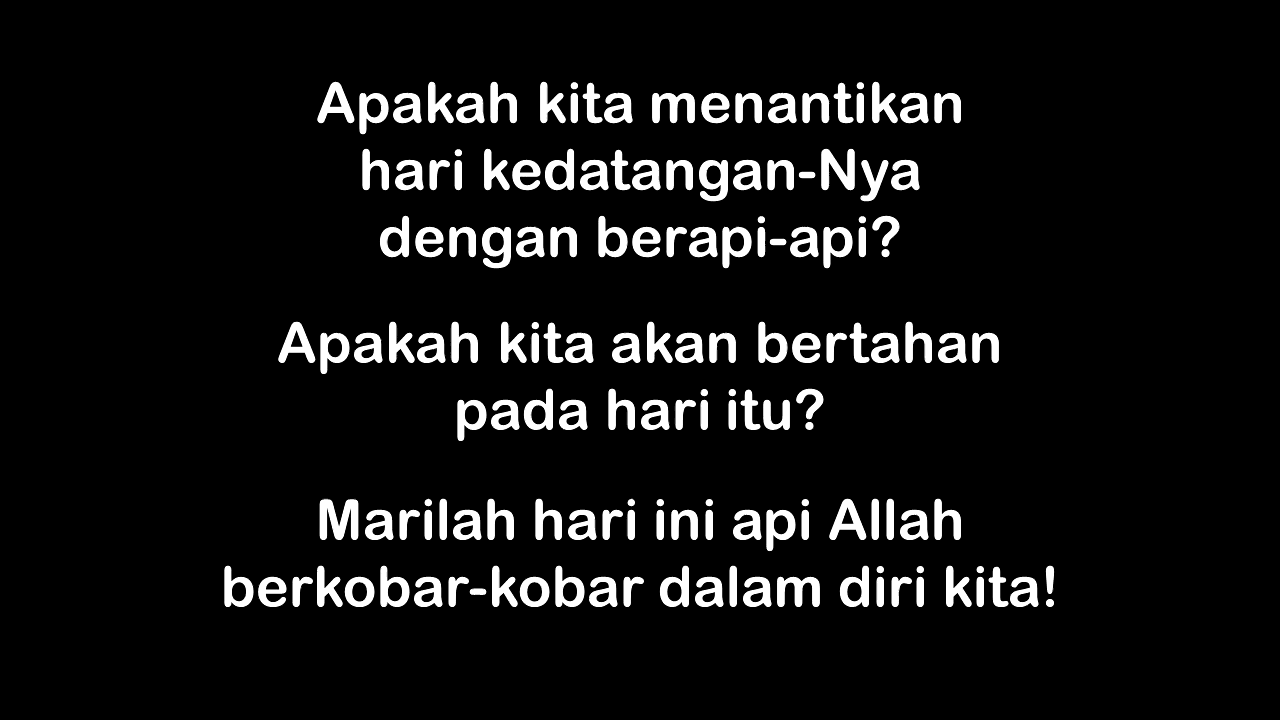 Apakah kita menantikan
hari kedatangan-Nya
dengan berapi-api?
Apakah kita akan bertahan
pada hari itu?
Marilah hari ini api Allah
berkobar-kobar dalam diri kita!